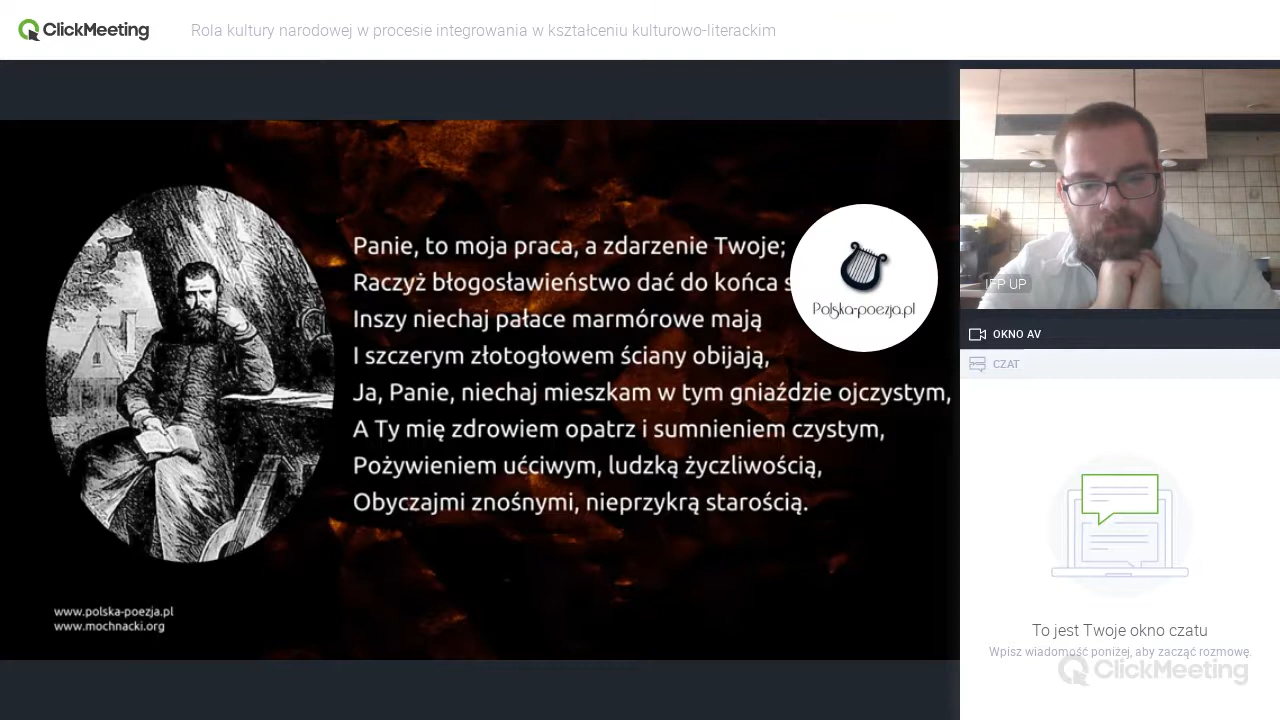 ClickMeeting
Rola kultury narodowej w procesie integrowania w kształceniu kulturowo-literackim
Panie, to moja praca, a zdarzenie Twoje;
Raczyż błogosławieństwo dać do końca s
Inszy niechaj pałace marmórowe mają
I szczerym złotogłowem ściany obijają,
Ja, Panie, niechaj mieszkam w tym gniaździe ojczystym,
A Ty mię zdrowiem opatrz i sumnieniem czystym,
Pożywieniem ućciwym, ludzką życzliwością,
Obyczajmi znośnymi, nieprzykrą starością.
Polska-poezja.pl
www.polska-poezja.pl
www.mochnacki.org
IFP UP
OKNO AV
CZAT
To jest Twoje okno czatu
Wpisz wiadomość poniżej, aby zacząć rozmowę.
ClickMeeting